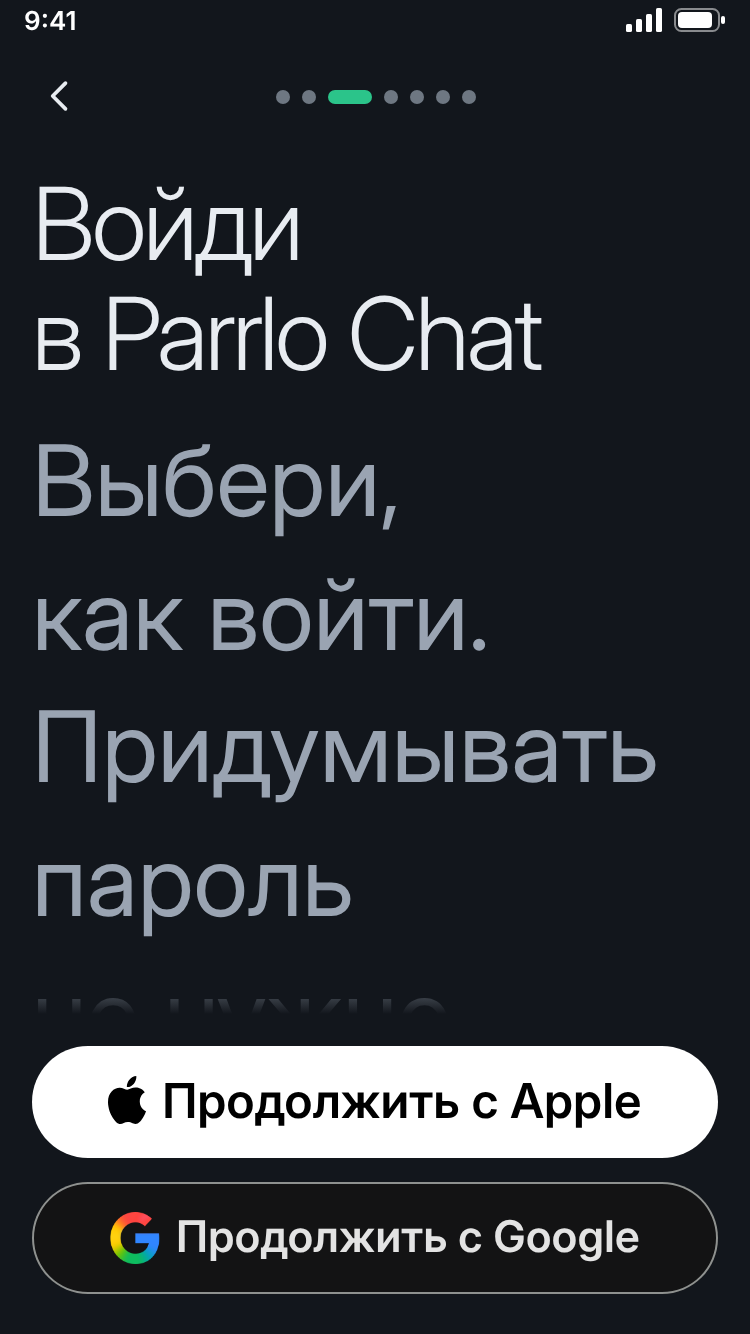 9:41
Войди
в Parrlo Chat
Выбери,
как войти.
Придумывать
пароль
Продолжить с Apple
Продолжить с Google